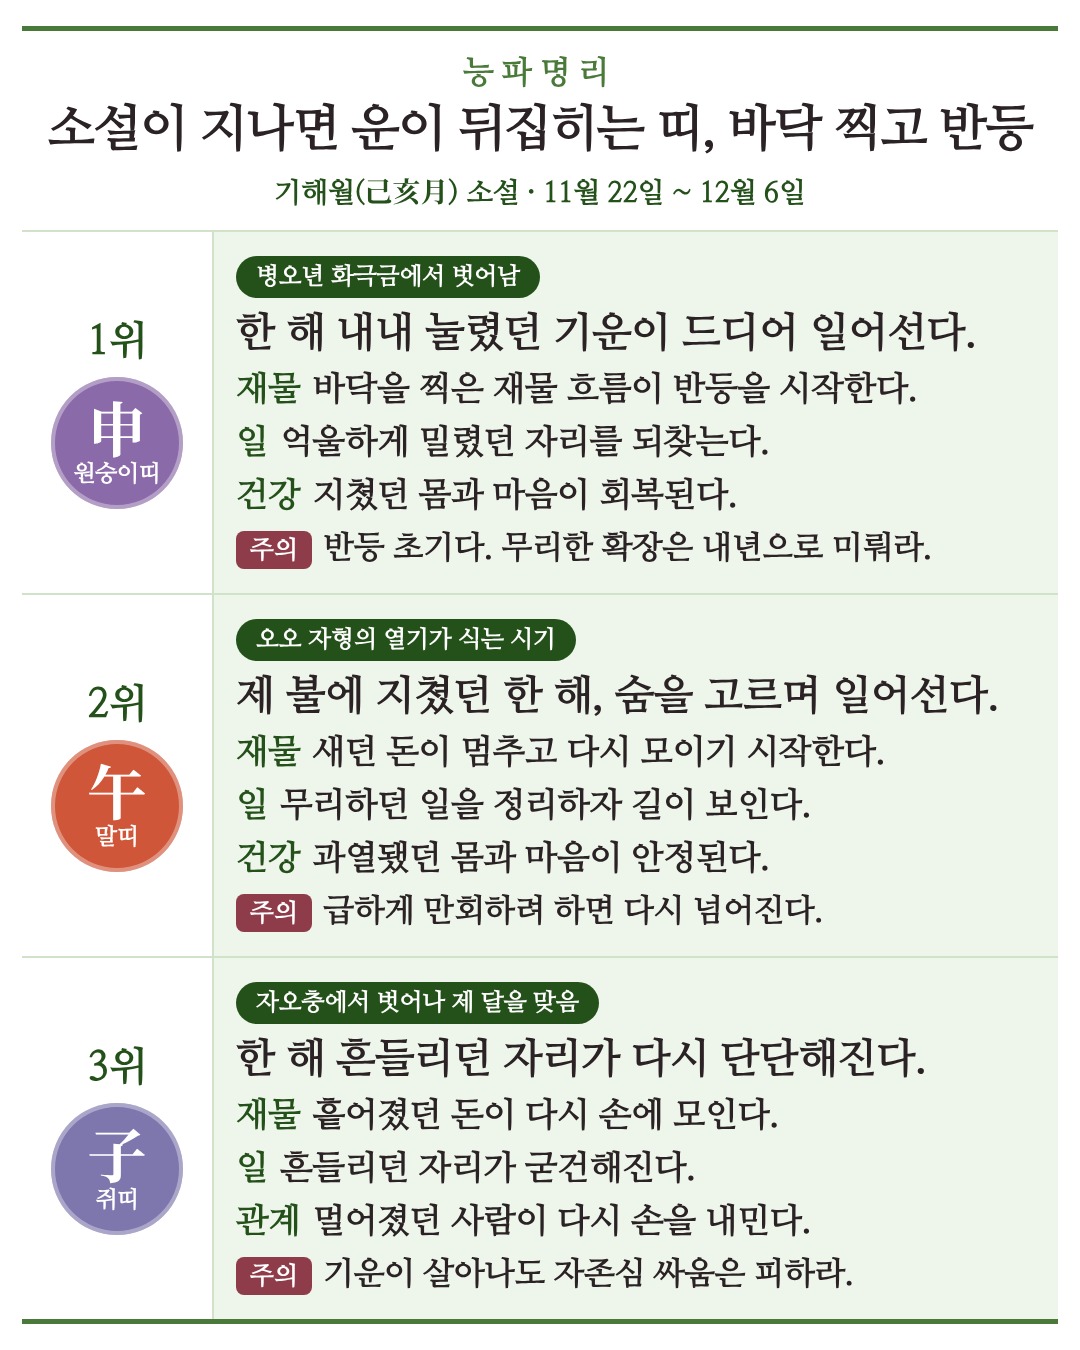 능파명리
소설이 지나면 운이 뒤집히는 띠, 바닥 찍고 반등
기해월(己亥月) 소설 · 11월 22일 ~ 12월 6일
1위
申
원숭이띠
병오년 화극금에서 벗어남
한 해 내내 눌렸던 기운이 드디어 일어선다.
재물 바닥을 찍은 재물 흐름이 반등을 시작한다.
일 억울하게 밀렸던 자리를 되찾는다.
건강 지쳤던 몸과 마음이 회복된다.
주의 반등 초기다. 무리한 확장은 내년으로 미뤄라.
2위
午
말띠
오오 자형의 열기가 식는 시기
제 불에 지쳤던 한 해, 숨을 고르며 일어선다.
재물 새던 돈이 멈추고 다시 모이기 시작한다.
일 무리하던 일을 정리하자 길이 보인다.
건강 과열됐던 몸과 마음이 안정된다.
주의 급하게 만회하려 하면 다시 넘어진다.
3위
子
쥐띠
자오충에서 벗어나 제 달을 맞음
한 해 흔들리던 자리가 다시 단단해진다.
재물 흩어졌던 돈이 다시 손에 모인다.
일 흔들리던 자리가 굳건해진다.
관계 멀어졌던 사람이 다시 손을 내민다.
주의 기운이 살아나도 자존심 싸움은 피하라.